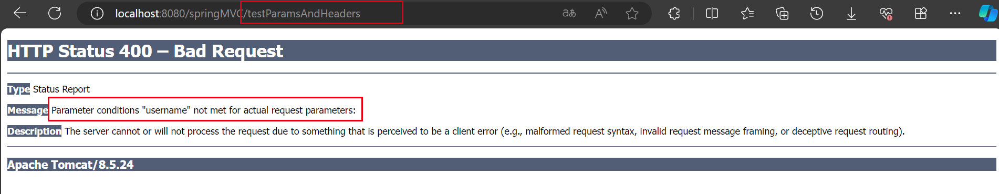 localhost:8080/springMVC/testParamsAndHeaders
HTTP Status 400 – Bad Request
Type Status Report
Message Parameter conditions "username" not met for actual request parameters:
Description The server cannot or will not process the request due to something that is perceived to be a client error (e.g., malformed request syntax, invalid request message framing, or deceptive request routing).
Apache Tomcat/8.5.24